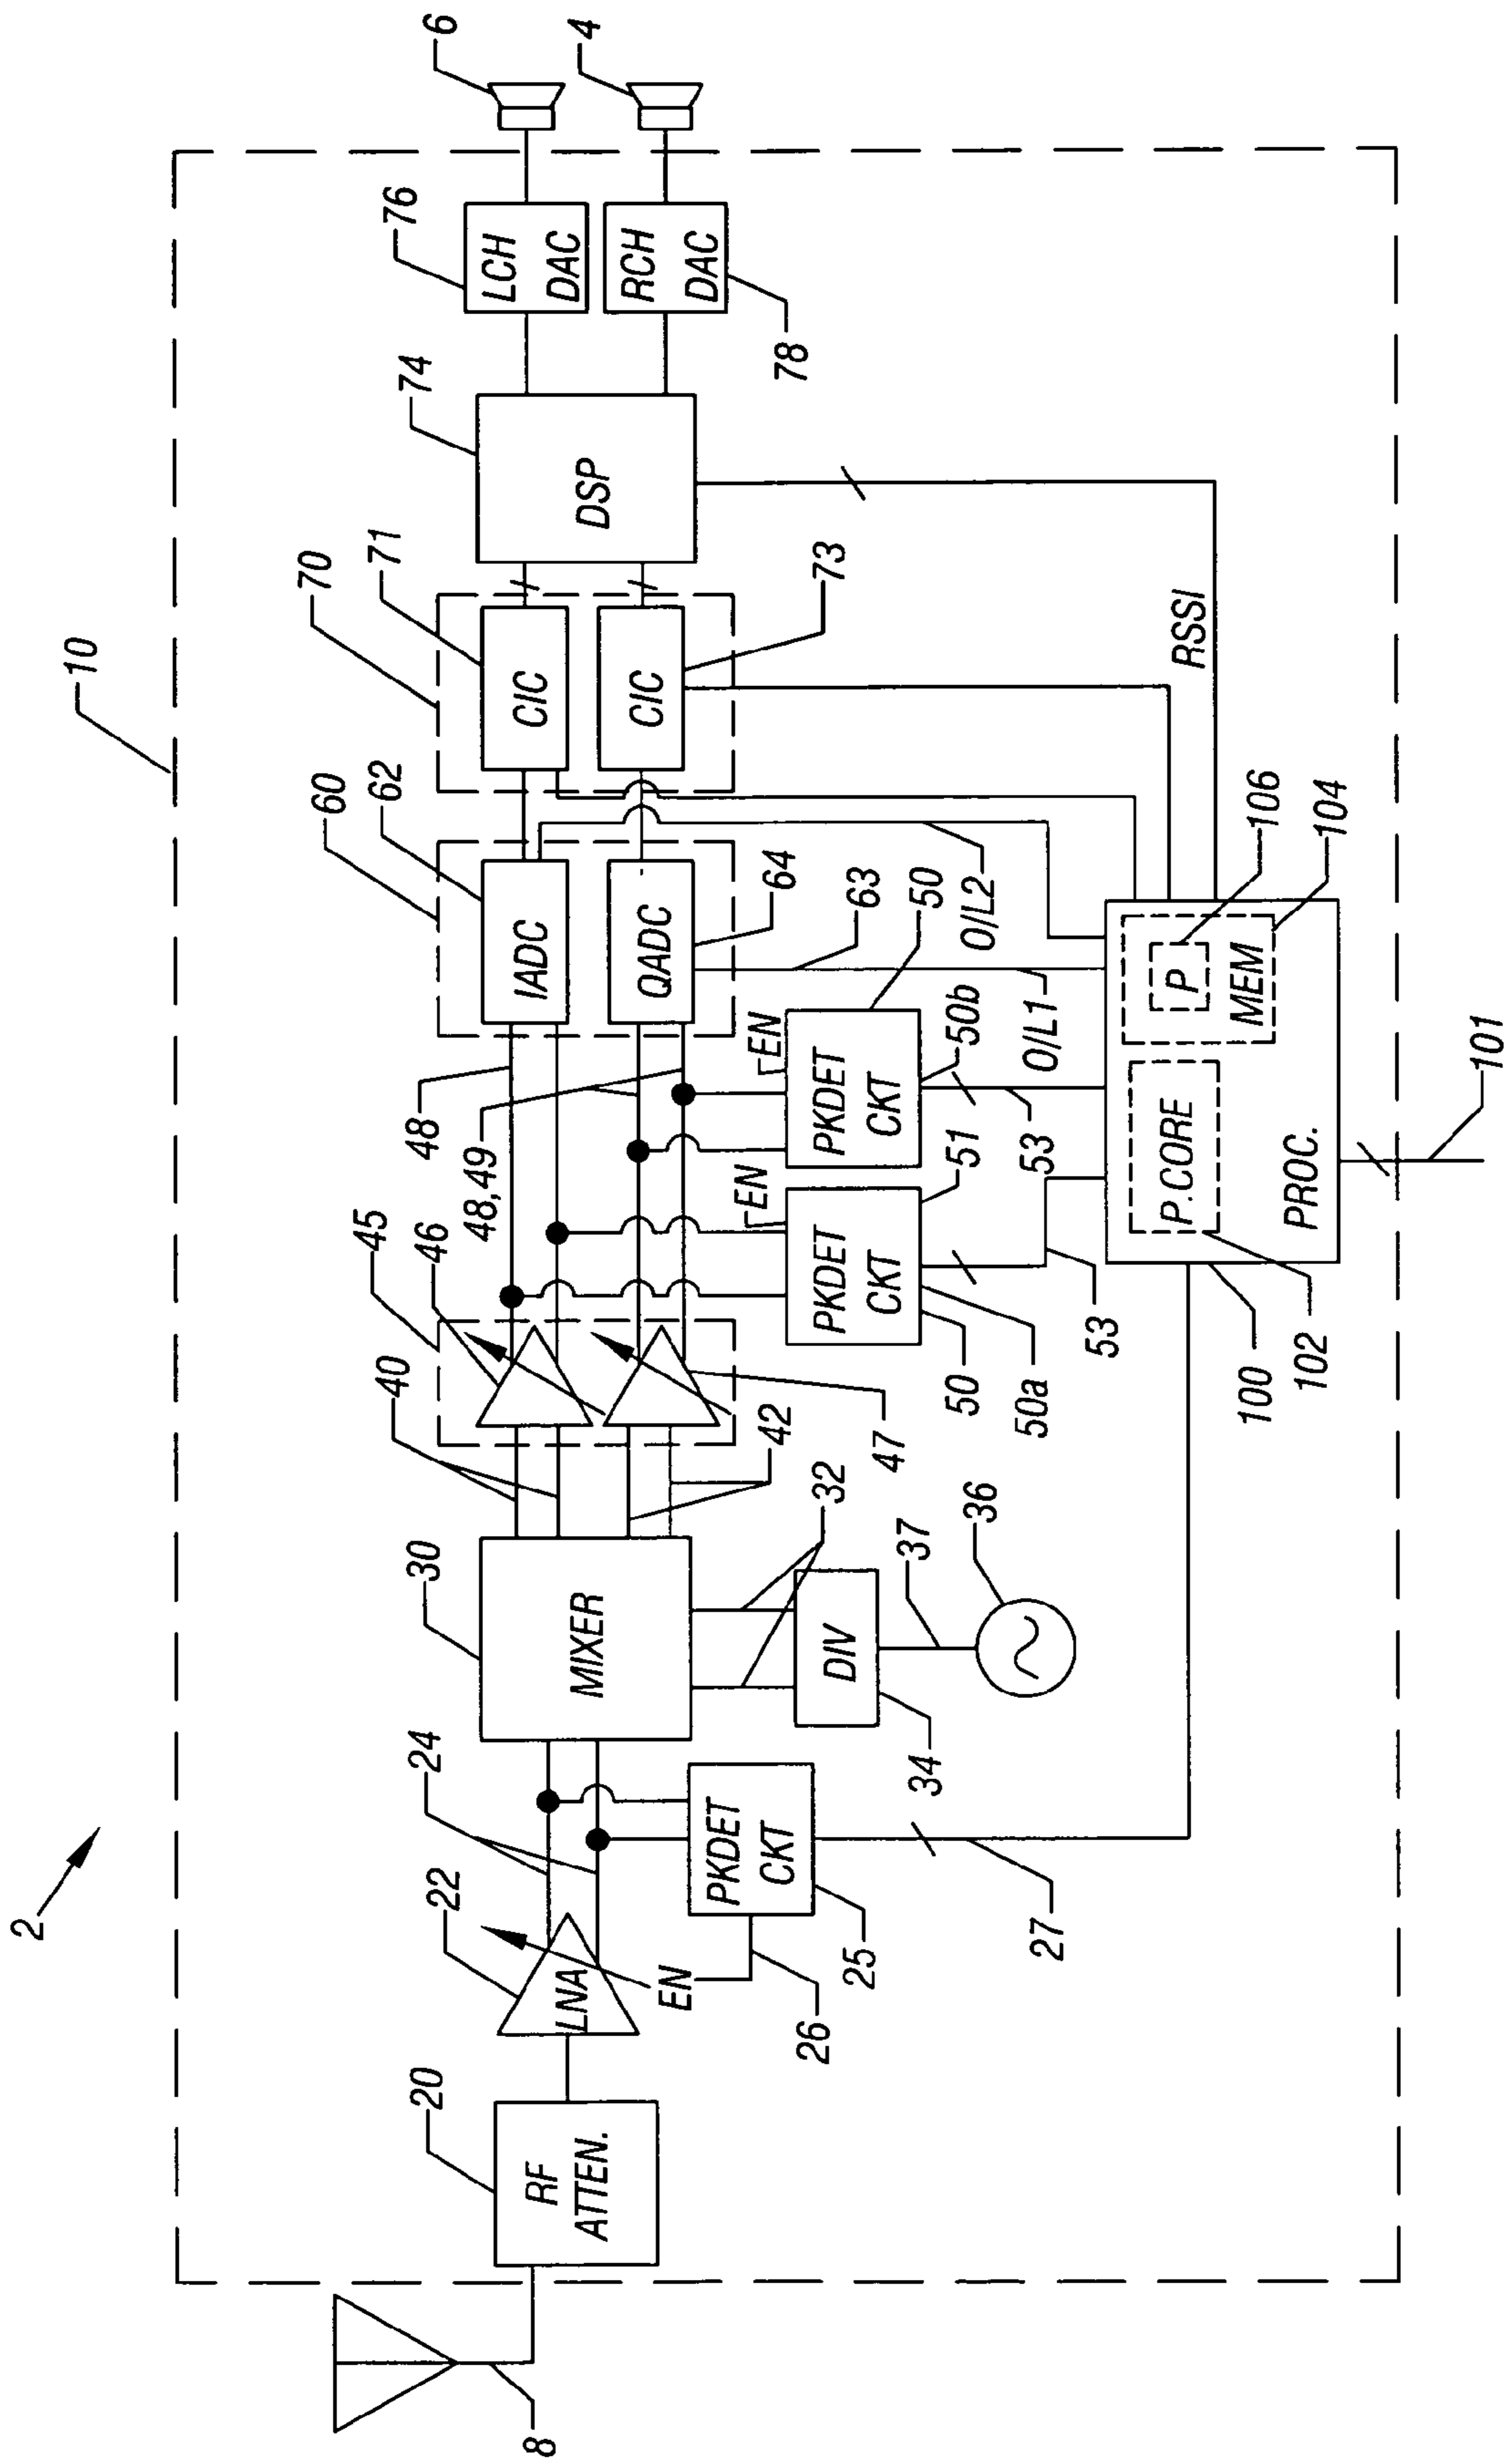 2
10
8
20
RF
ATTEN.
22
LNA
24
EN
26
PKDET
CKT
25
27
30
MIXER
32
DIV
34
37
36
40
42
45
46
47
48
48,49
EN
PKDET
CKT
51
50
50a
53
EN
PKDET
CKT
50
50b
53
60
62
IADC
QADC
64
63
O/L1
O/L2
70
71
CIC
CIC
73
74
DSP
RSSI
76
LCH
DAC
RCH
DAC
78
6
4
P.CORE
PROC.
P
MEM
106
104
100
102
101